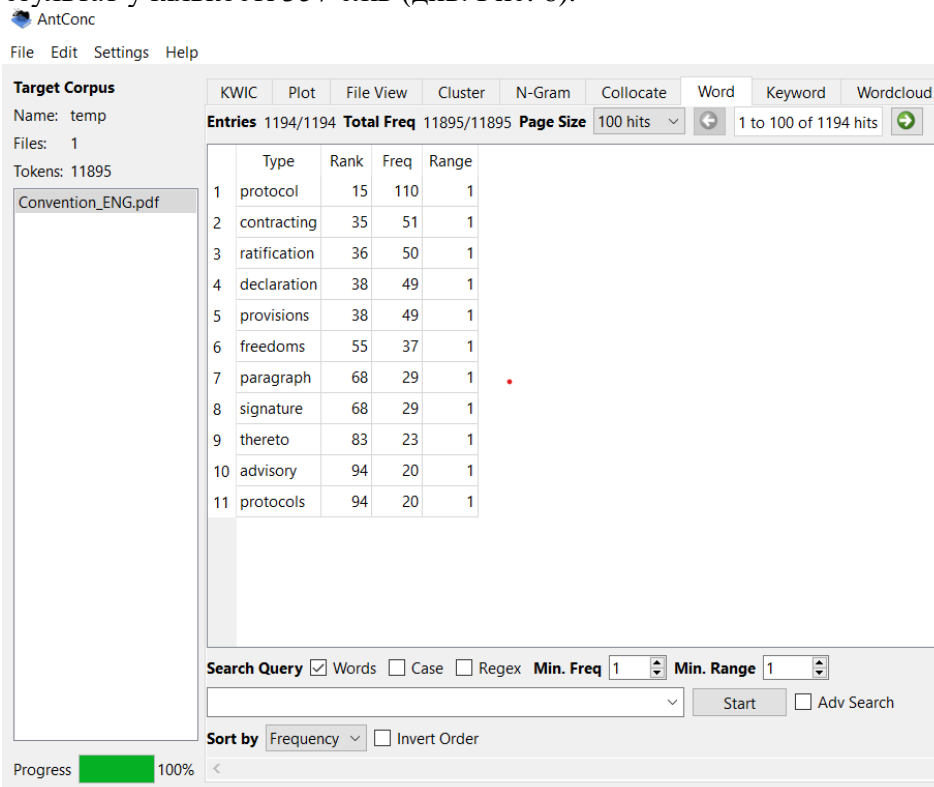 AntConc
File Edit Settings Help
Target Corpus
Name: temp
Files: 1
Tokens: 11895
Convention_ENG.pdf
Progress 100%
KWIC Plot File View Cluster N-Gram Collocate Word Keyword Wordcloud
Entries 1194/1194 Total Freq 11895/11895 Page Size 100 hits 1 to 100 of 1194 hits
Type Rank Freq Range
1 protocol 15 110 1
2 contracting 35 51 1
3 ratification 36 50 1
4 declaration 38 49 1
5 provisions 38 49 1
6 freedoms 55 37 1
7 paragraph 68 29 1
8 signature 68 29 1
9 thereto 83 23 1
10 advisory 94 20 1
11 protocols 94 20 1
Search Query Words Case Regex Min. Freq 1 Min. Range 1
Start Adv Search
Sort by Frequency Invert Order